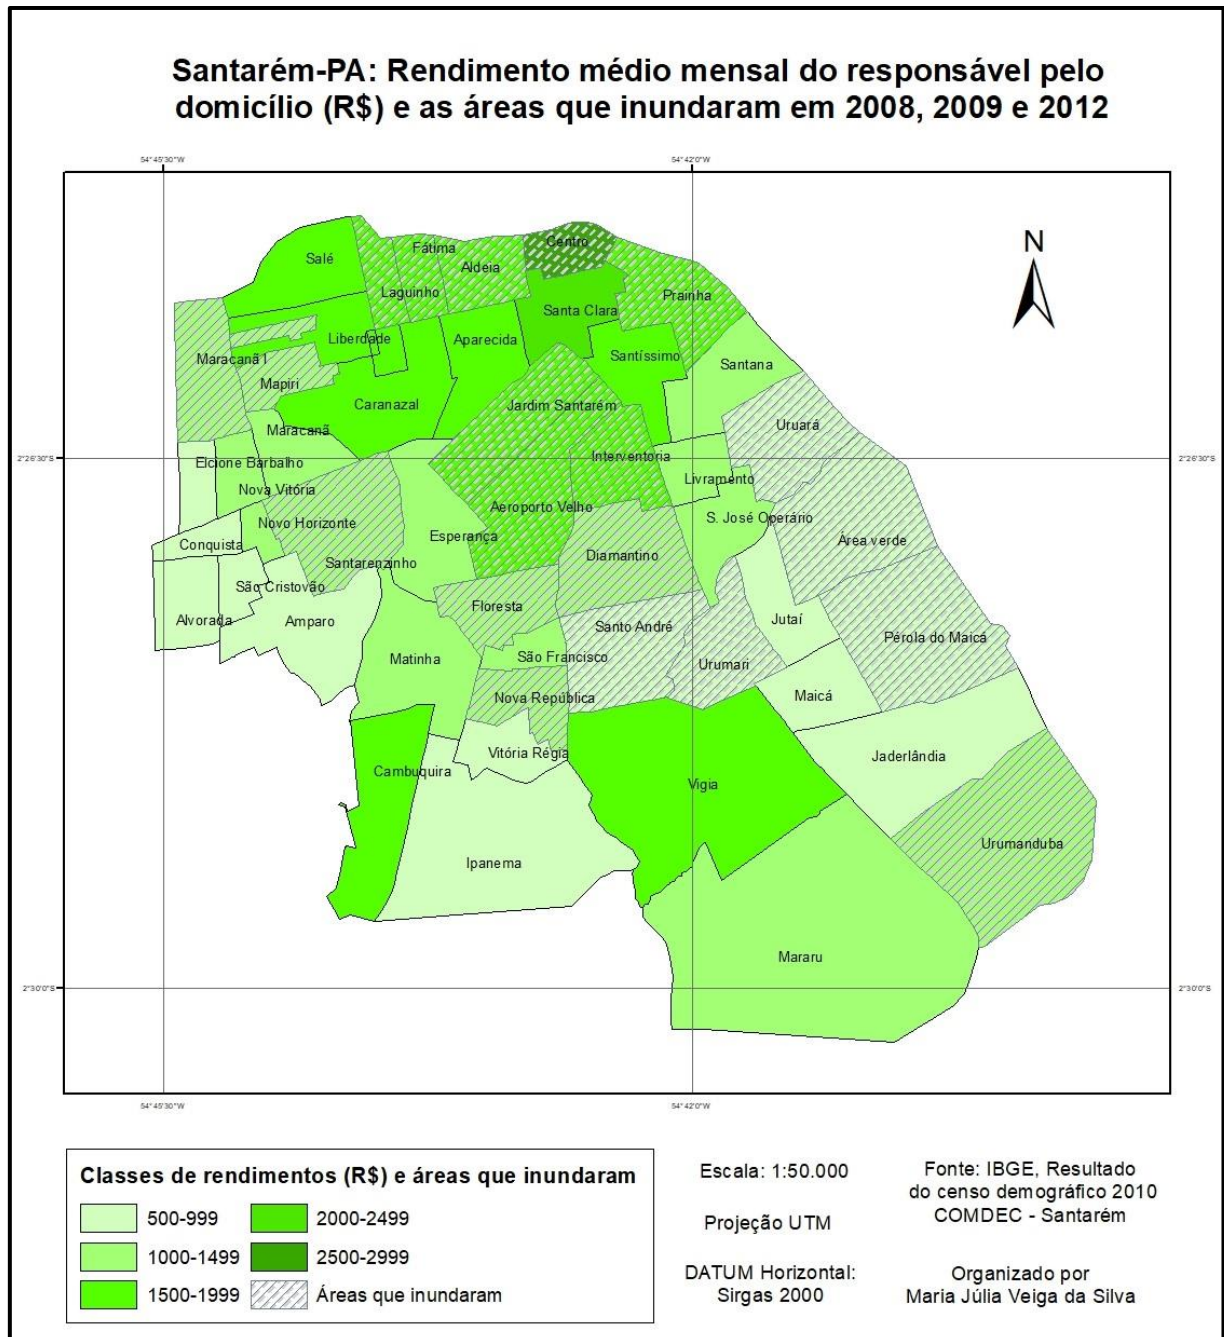 Santarém-PA: Rendimento médio mensal do responsável pelo
domicílio (R$) e as áreas que inundaram em 2008, 2009 e 2012
54°45'30"W
54°42'0"W
N
Salé
Fátima
Centro
Aldeia
Laguinho
Prainha
Santa Clara
Liberdade
Aparecida
Maracanã I
Santíssimo
Santana
Mapiri
Caranazal
Jardim Santarém
Uruará
Maracanã
2°26'30"S
2°26'30"S
Interventoria
Elcione Barbalho
Livramento
Nova Vitória
Aeroporto Velho
S. José Operário
Novo Horizonte
Esperança
Área verde
Conquista
Diamantino
Santarenzinho
São Cristovão
Floresta
Alvorada
Amparo
Santo André
Jutaí
Pérola do Maicá
Matinha
São Francisco
Urumari
Nova República
Maicá
Vitória Régia
Jaderlândia
Cambuquira
Vigia
Urumanduba
Ipanema
Mararu
2°30'0"S
2°30'0"S
54°45'30"W
54°42'0"W
Classes de rendimentos (R$) e áreas que inundaram
500-999
2000-2499
1000-1499
2500-2999
1500-1999
Áreas que inundaram
Escala: 1:50.000
Projeção UTM
DATUM Horizontal:
Sirgas 2000
Fonte: IBGE, Resultado
do censo demográfico 2010
COMDEC - Santarém
Organizado por
Maria Júlia Veiga da Silva